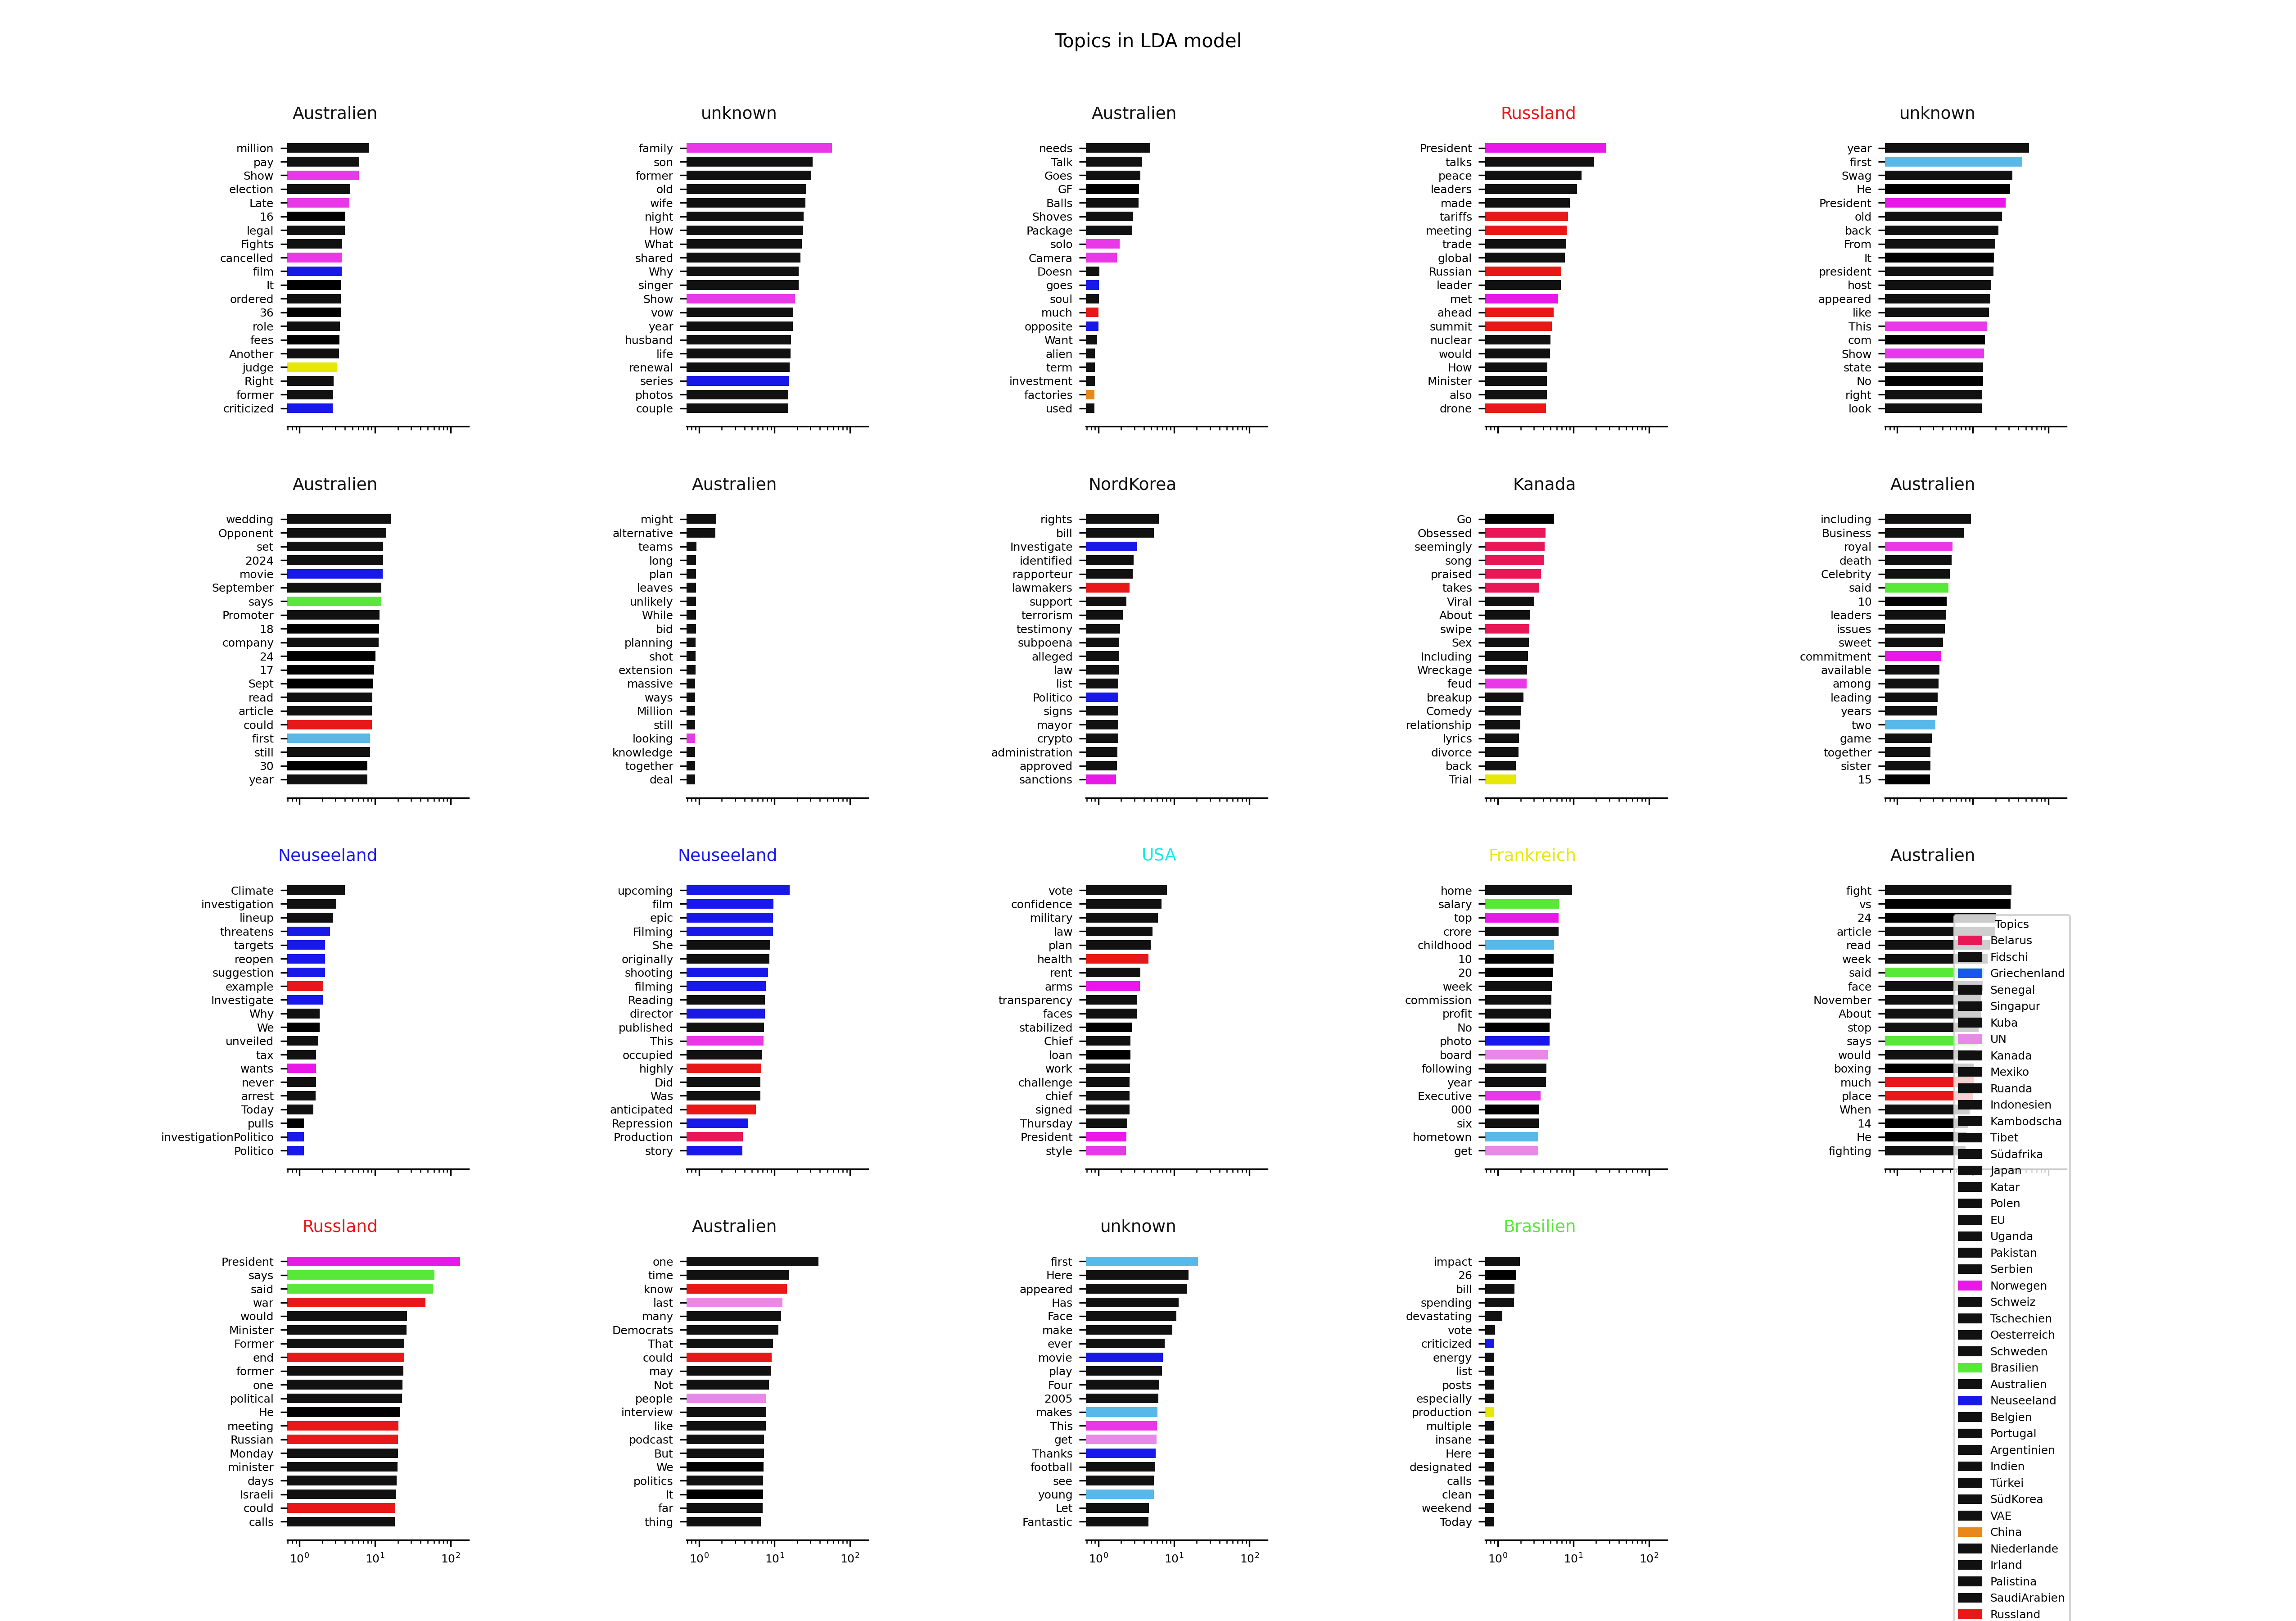 Topics in LDA model
Australien
million
pay
Show
election
Late
16
legal
Fights
cancelled
film
It
ordered
36
role
fees
Another
judge
Right
former
criticized
unknown
family
son
former
old
wife
night
How
What
shared
Why
singer
Show
vow
year
husband
life
renewal
series
photos
couple
Australien
needs
Talk
Goes
GF
Balls
Shoves
Package
solo
Camera
Doesn
goes
soul
much
opposite
Want
alien
term
investment
factories
used
Russland
President
talks
peace
leaders
made
tariffs
meeting
trade
global
Russian
leader
met
ahead
summit
nuclear
would
How
Minister
also
drone
unknown
year
first
Swag
He
President
old
back
From
It
president
host
appeared
like
This
com
Show
state
No
right
look
Australien
wedding
Opponent
set
2024
movie
September
says
Promoter
18
company
24
17
Sept
read
article
could
first
still
30
year
Australien
might
alternative
teams
long
plan
leaves
unlikely
While
bid
planning
shot
extension
massive
ways
Million
still
looking
knowledge
together
deal
NordKorea
rights
bill
Investigate
identified
rapporteur
lawmakers
support
terrorism
testimony
subpoena
alleged
law
list
Politico
signs
mayor
crypto
administration
approved
sanctions
Kanada
Go
Obsessed
seemingly
song
praised
takes
Viral
About
swipe
Sex
Including
Wreckage
feud
breakup
Comedy
relationship
lyrics
divorce
back
Trial
Australien
including
Business
royal
death
Celebrity
said
10
leaders
issues
sweet
commitment
available
among
leading
years
two
game
together
sister
15
Neuseeland
Climate
investigation
lineup
threatens
targets
reopen
suggestion
example
Investigate
Why
We
unveiled
tax
wants
never
arrest
Today
pulls
investigationPolitico
Politico
Neuseeland
upcoming
film
epic
Filming
She
originally
shooting
filming
Reading
director
published
This
occupied
highly
Did
Was
anticipated
Repression
Production
story
USA
vote
confidence
military
law
plan
health
rent
arms
transparency
faces
stabilized
Chief
loan
work
challenge
chief
signed
Thursday
President
style
Frankreich
home
salary
top
crore
childhood
10
20
week
commission
profit
No
photo
board
following
year
Executive
000
six
hometown
get
Australien
fight
vs
24
article
read
week
said
face
November
About
stop
says
would
boxing
much
place
When
14
He
fighting
Russland
President
says
said
war
would
Minister
Former
end
former
one
political
He
meeting
Russian
Monday
minister
days
Israeli
could
calls
10⁰ 10¹ 10²
Australien
one
time
know
last
many
Democrats
That
could
may
Not
people
interview
like
podcast
But
We
politics
It
far
thing
10⁰ 10¹ 10²
unknown
first
Here
appeared
Has
Face
make
ever
movie
play
Four
2005
makes
This
get
Thanks
football
see
young
Let
Fantastic
10⁰ 10¹ 10²
Brasilien
impact
26
bill
spending
devastating
vote
criticized
energy
list
posts
especially
production
multiple
insane
Here
designated
calls
clean
weekend
Today
10⁰ 10¹ 10²
Topics
Belarus
Fidschi
Griechenland
Senegal
Singapur
Kuba
UN
Kanada
Mexiko
Ruanda
Indonesien
Kambodscha
Tibet
Südafrika
Japan
Katar
Polen
EU
Uganda
Pakistan
Serbien
Norwegen
Schweiz
Tschechien
Oesterreich
Schweden
Brasilien
Australien
Neuseeland
Belgien
Portugal
Argentinien
Indien
Türkei
SüdKorea
VAE
China
Niederlande
Irland
Palistina
SaudiArabien
Russland